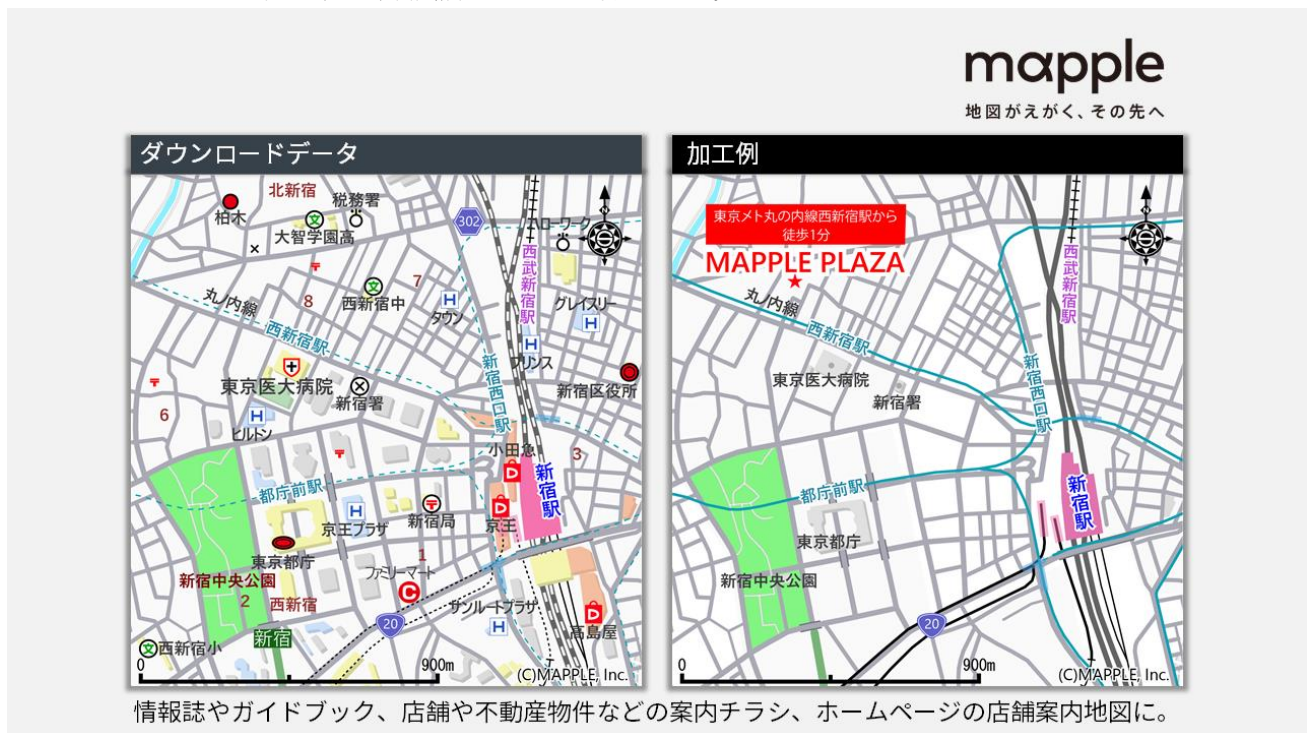 mapple
地図がえがく、その先へ
ダウンロードデータ
北新宿
税務署
柏木
大智学園高
302
ハローワーク
西武新宿駅
7
8
西新宿中
タウン
グレイスリー
丸ノ内線
西新宿駅
プリンス
新宿西口駅
東京医大病院
新宿署
新宿区役所
6
ヒルトン
小田急
3
新宿駅
都庁前駅
京王プラザ
新宿局
京王
東京都庁
1
ファミリーマート
新宿中央公園
2
西新宿
サンルートプラザ
20
高島屋
新宿
西新宿小
0
900m
(C)MAPPLE, Inc.
加工例
東京メト丸の内線西新宿駅から
徒歩1分
MAPPLE PLAZA
西武新宿駅
丸ノ内線
西新宿駅
新宿西口駅
東京医大病院
新宿署
都庁前駅
新宿駅
東京都庁
新宿中央公園
20
0
900m
(C)MAPPLE, Inc.
情報誌やガイドブック、店舗や不動産物件などの案内チラシ、ホームページの店舗案内地図に。